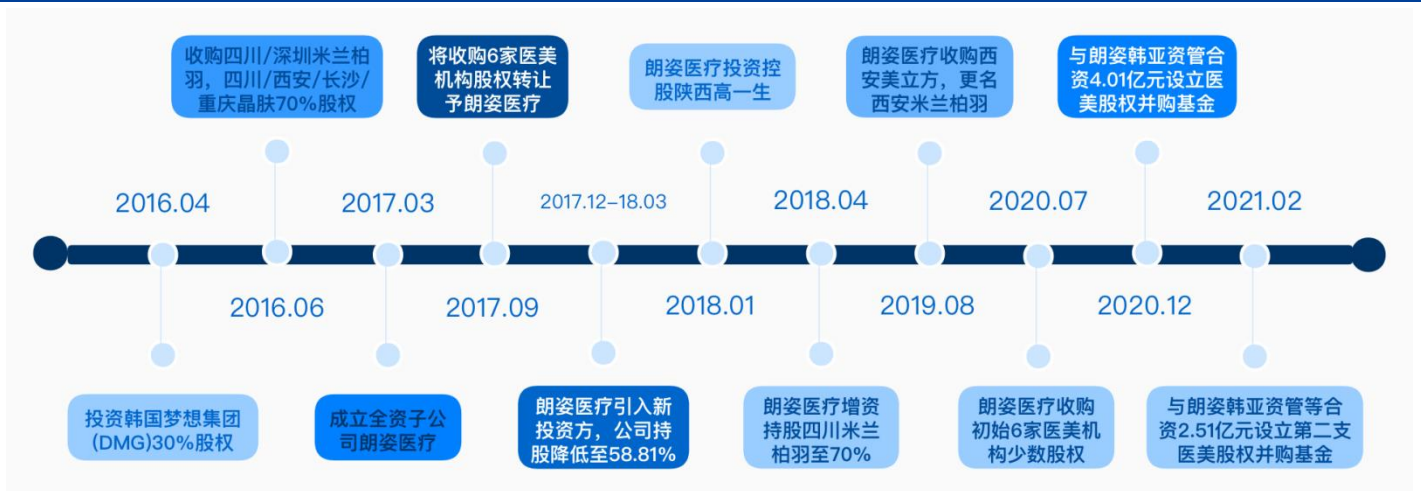 收购四川/深圳米兰柏
羽，四川/西安/长沙/
重庆晶肤70%股权
将收购6家医美
机构股权转让
予朗姿医疗
朗姿医疗投资控
股陕西高一生
朗姿医疗收购西
安美立方，更名
西安米兰柏羽
与朗姿韩亚资管合
资4.01亿元设立医
美股权并购基金
2016.04
2017.03
2017.12–18.03
2018.04
2020.07
2021.02
2016.06
2017.09
2018.01
2019.08
2020.12
投资韩国梦想集团
(DMG)30%股权
成立全资子公
司朗姿医疗
朗姿医疗引入新
投资方，公司持
股降低至58.81%
朗姿医疗增资
持股四川米兰
柏羽至70%
朗姿医疗收购
初始6家医美机
构少数股权
与朗姿韩亚资管等合
资2.51亿元设立第二支
医美股权并购基金